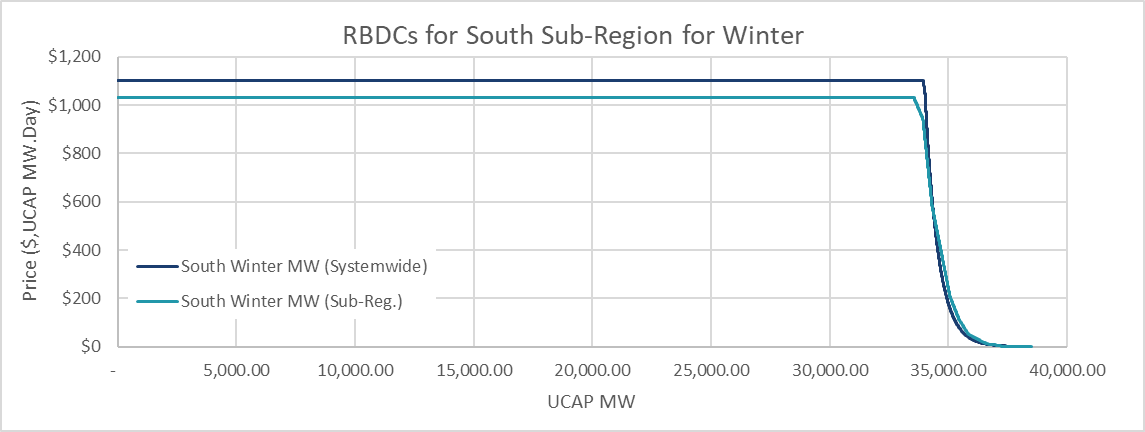 RBDCs for South Sub-Region for Winter
Price ($,UCAP MW.Day)
$1,200
$1,000
$800
$600
$400
$200
$0
South Winter MW (Systemwide)
South Winter MW (Sub-Reg.)
- 5,000.00 10,000.00 15,000.00 20,000.00 25,000.00 30,000.00 35,000.00 40,000.00
UCAP MW